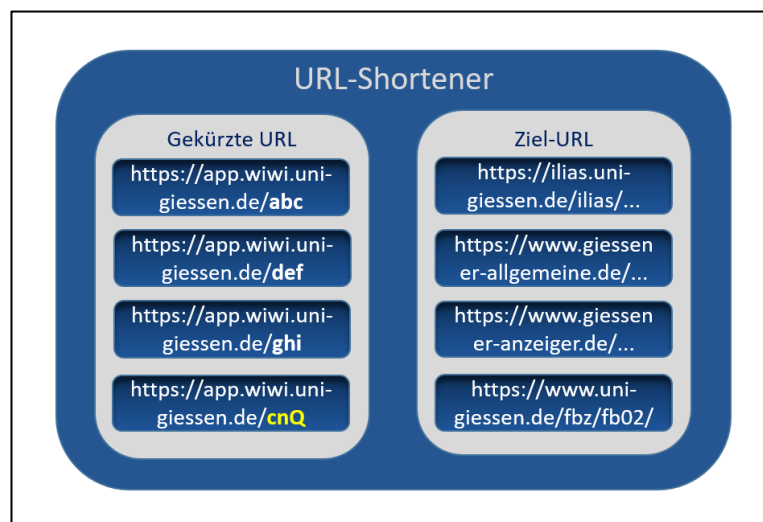 URL-Shortener
Gekürzte URL
https://app.wiwi.uni-
giessen.de/abc
https://app.wiwi.uni-
giessen.de/def
https://app.wiwi.uni-
giessen.de/ghi
https://app.wiwi.uni-
giessen.de/cnQ
Ziel-URL
https://ilias.uni-
giessen.de/ilias/...
https://www.giessen
er-allgemeine.de/...
https://www.giessen
er-anzeiger.de/...
https://www.uni-
giessen.de/fbz/fb02/